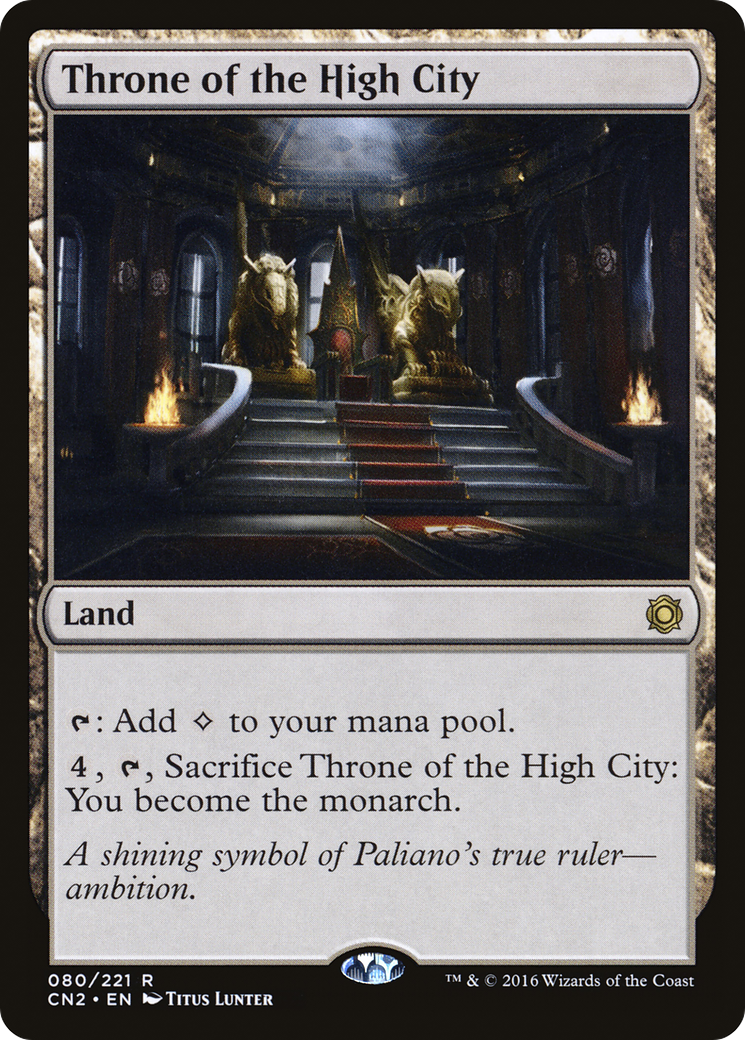 Throne of the High City
Land
: Add to your mana pool.
4, , Sacrifice Throne of the High City:
You become the monarch.
A shining symbol of Paliano's true ruler—
ambition.
080/221 R
CN2 • EN Titus Lunter
™ & © 2016 Wizards of the Coast